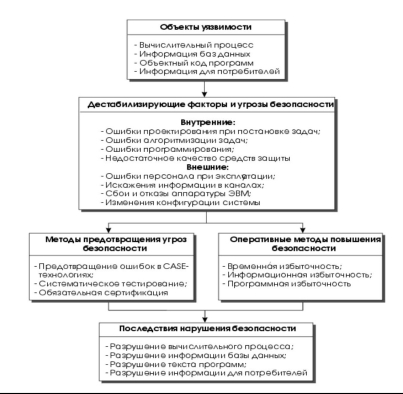 Объекты уязвимости
- Вычислительный процесс
- Информация баз данных
- Объектный код программ
- Информация для потребителей
Дестабилизирующие факторы и угрозы безопасности
Внутренние:
- Ошибки проектирования при постановке задач;
- Ошибки алгоритмизации задач;
- Ошибки программирования;
- Недостаточное качество средств защиты
Внешние:
- Ошибки персонала при эксплуатации;
- Искажения информации в каналах;
- Сбои и отказы аппаратуры ЭВМ;
- Изменения конфигурации системы
Методы предотвращения угроз
безопасности
- Предотвращение ошибок в CASE-
технологиях;
- Систематическое тестирование;
- Обязательная сертификация
Оперативные методы повышения
безопасности
- Временная избыточность;
- Информационная избыточность;
- Программная избыточность
Последствия нарушения безопасности
- Разрушение вычислительного процесса;
- Разрушение информации базы данных;
- Разрушение текста программ;
- Разрушение информации для потребителей